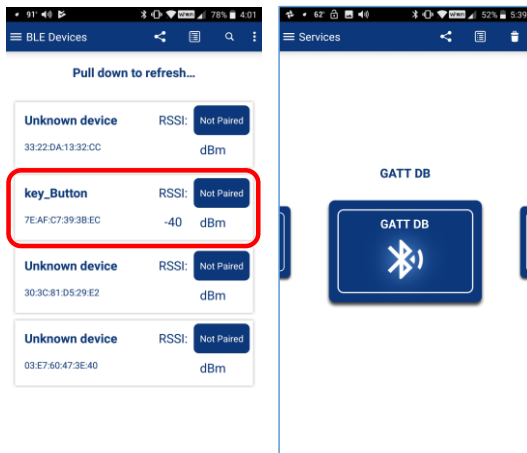 91° 78% 4:01
BLE Devices
Pull down to refresh...
Unknown device RSSI: Not Paired
33:22:DA:13:32:CC dBm
key_Button RSSI: Not Paired
7E:AF:C7:39:3B:EC -40 dBm
Unknown device RSSI: Not Paired
30:3C:81:D5:29:E2 dBm
Unknown device RSSI: Not Paired
03:E7:60:47:3E:40 dBm
62° 52% 5:39
Services
GATT DB
GATT DB